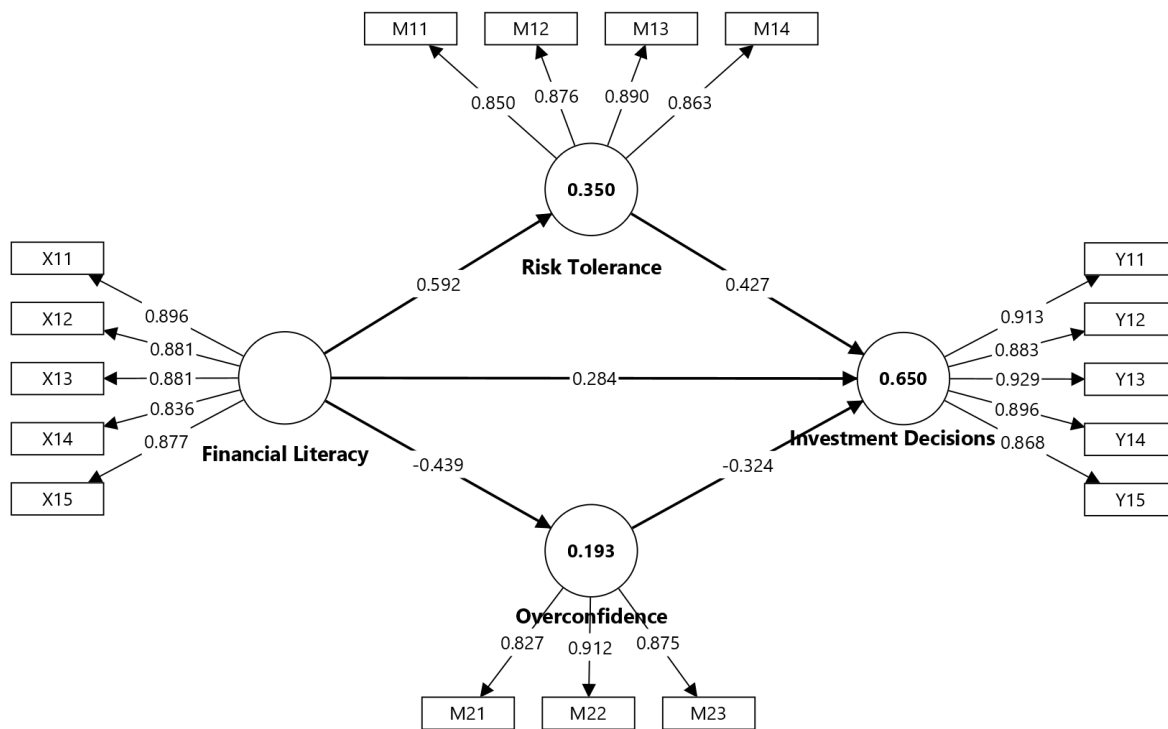 M11 M12 M13 M14
0.850 0.876 0.890 0.863
0.350
Risk Tolerance
X11
X12
X13
X14
X15
0.896
0.881
0.881
0.836
0.877
Financial Literacy
0.592
0.427
0.284
-0.439
-0.324
0.650
Investment Decisions
Y11
Y12
Y13
Y14
Y15
0.913
0.883
0.929
0.896
0.868
0.193
Overconfidence
0.827 0.912 0.875
M21 M22 M23